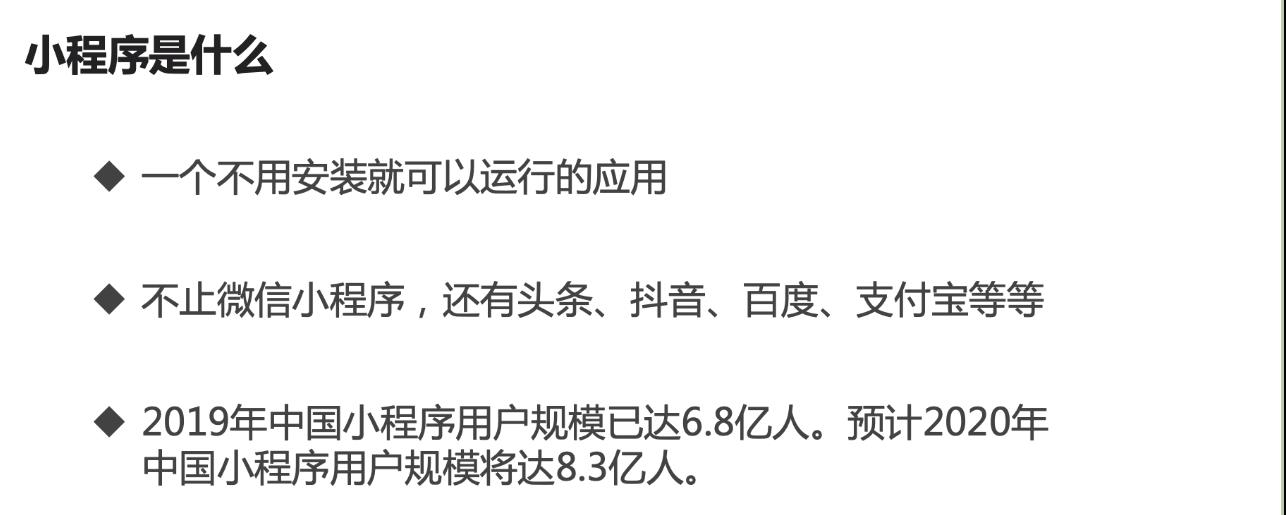 小程序是什么
◆ 一个不用安装就可以运行的应用
◆ 不止微信小程序，还有头条、抖音、百度、支付宝等等
◆ 2019年中国小程序用户规模已达6.8亿人。预计2020年
中国小程序用户规模将达8.3亿人。